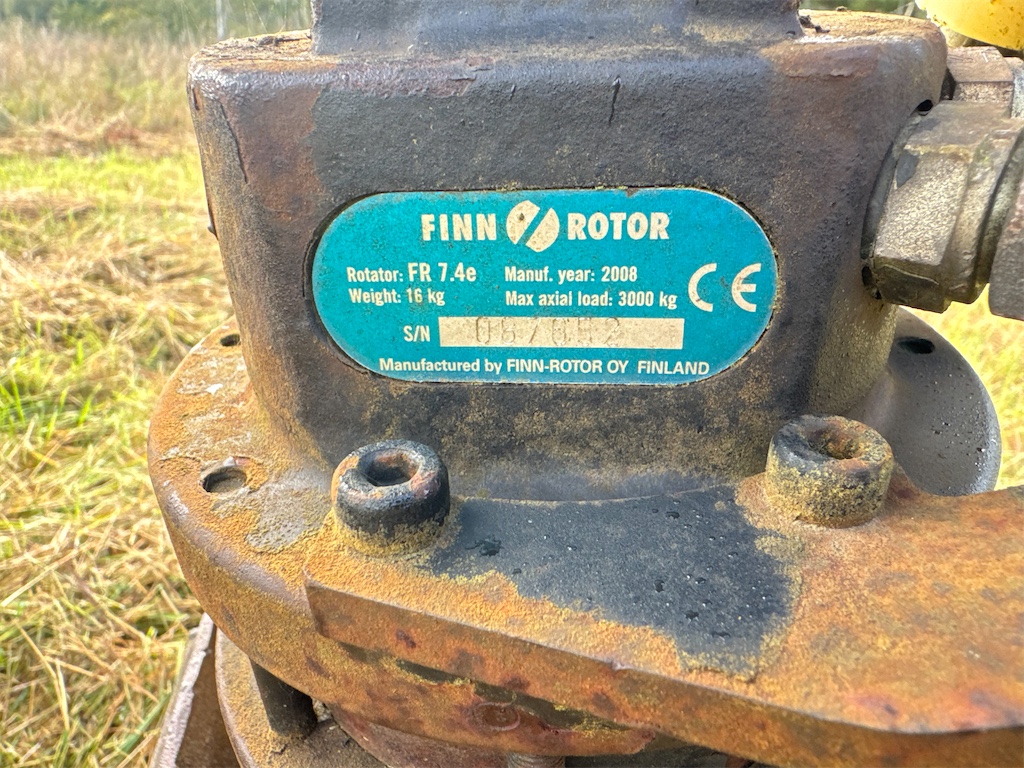 FINN ROTOR
Rotator: FR 7.4e Manuf. year: 2008
Weight: 16 kg Max axial load: 3000 kg CE
S/N
Manufactured by FINN-ROTOR OY FINLAND